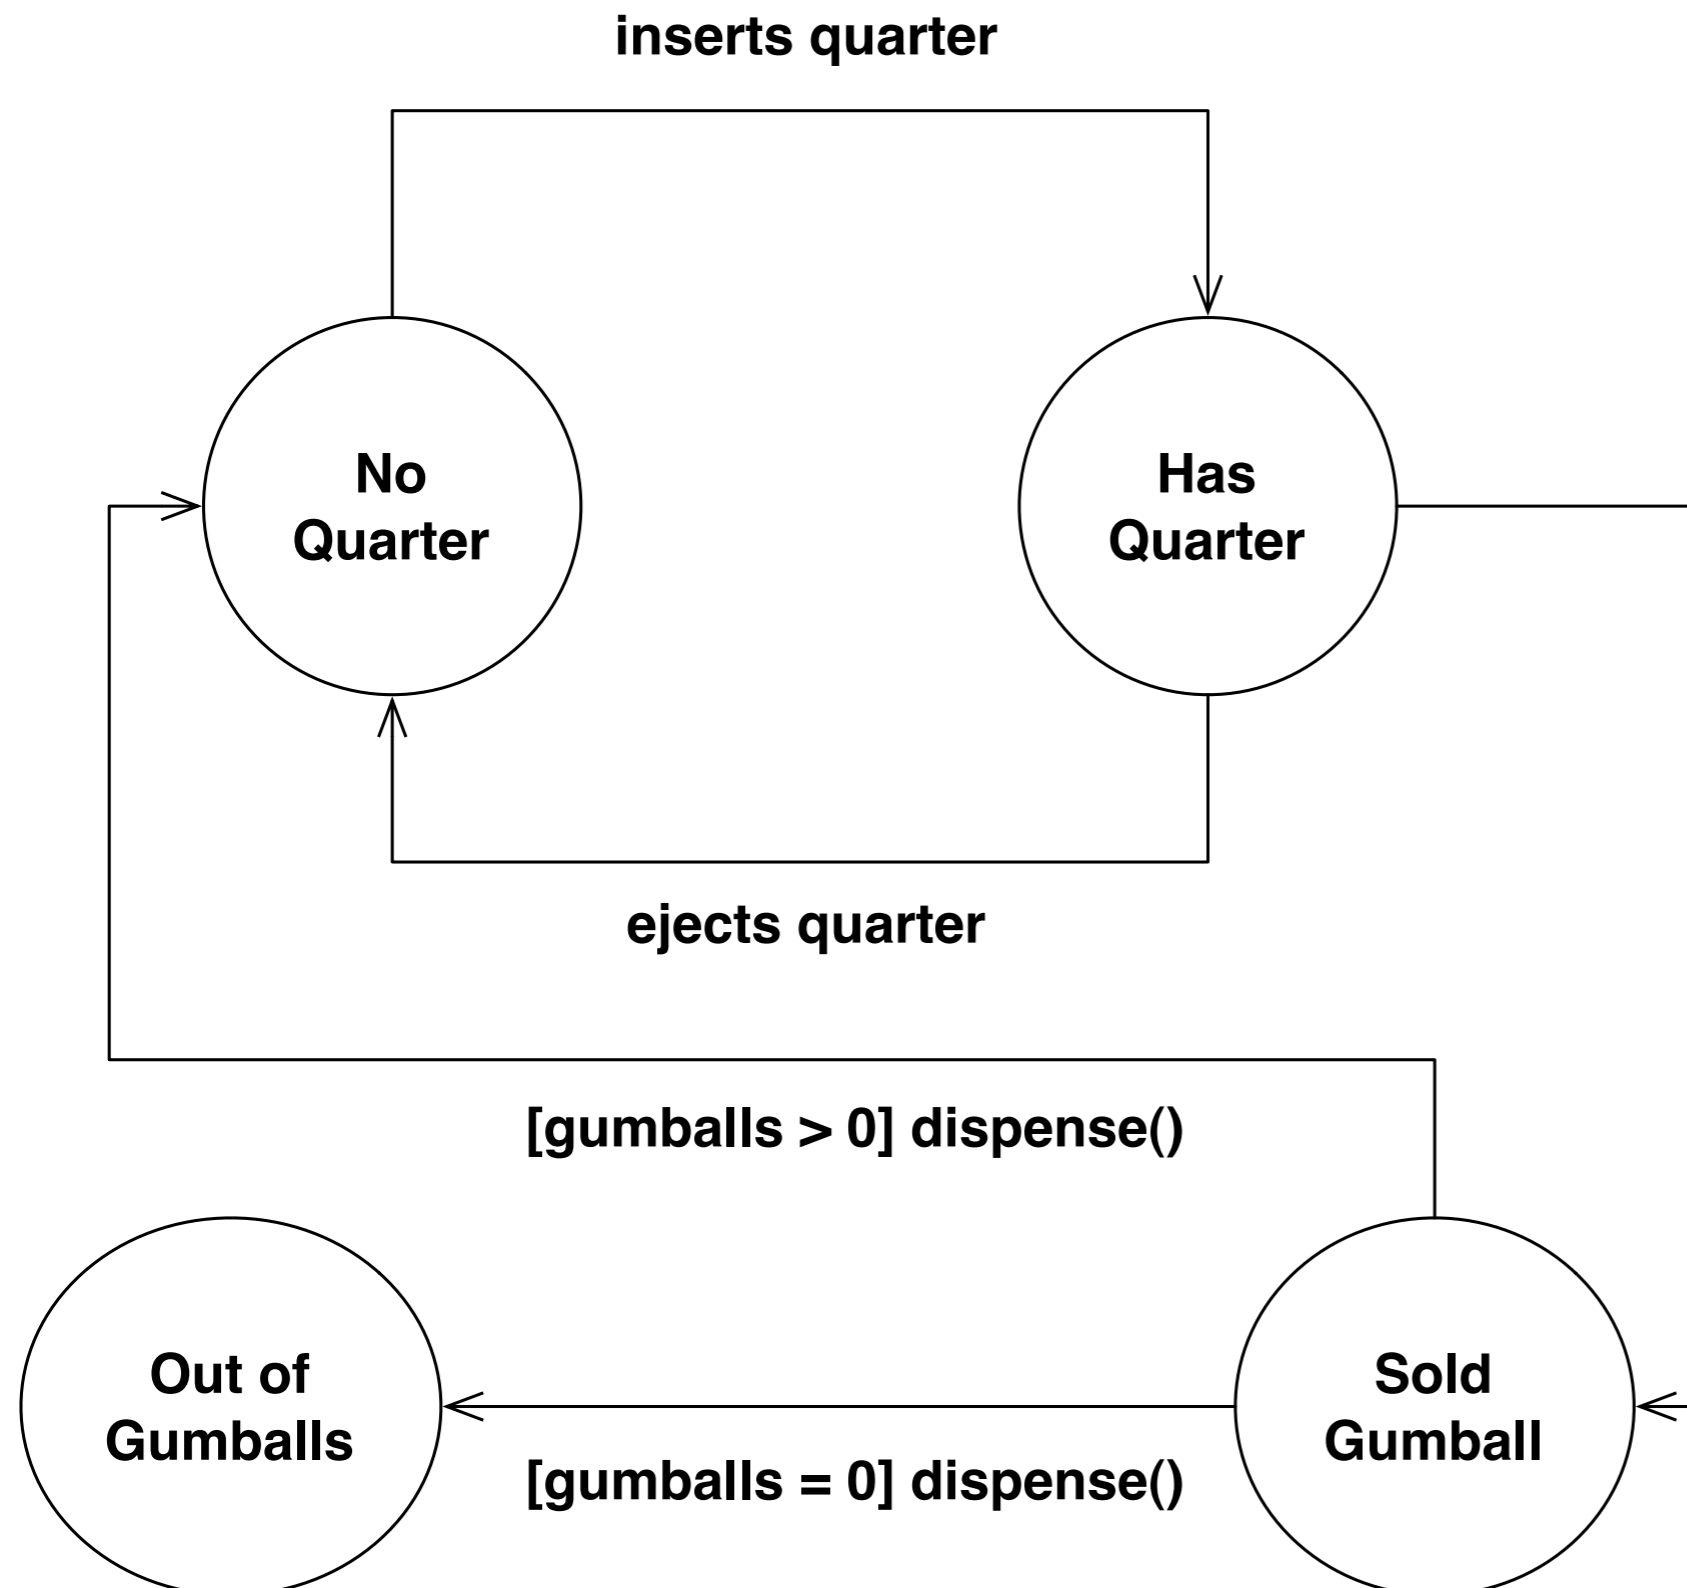 inserts quarter
No
Quarter
Has
Quarter
ejects quarter
[gumballs > 0] dispense()
Out of
Gumballs
Sold
Gumball
[gumballs = 0] dispense()